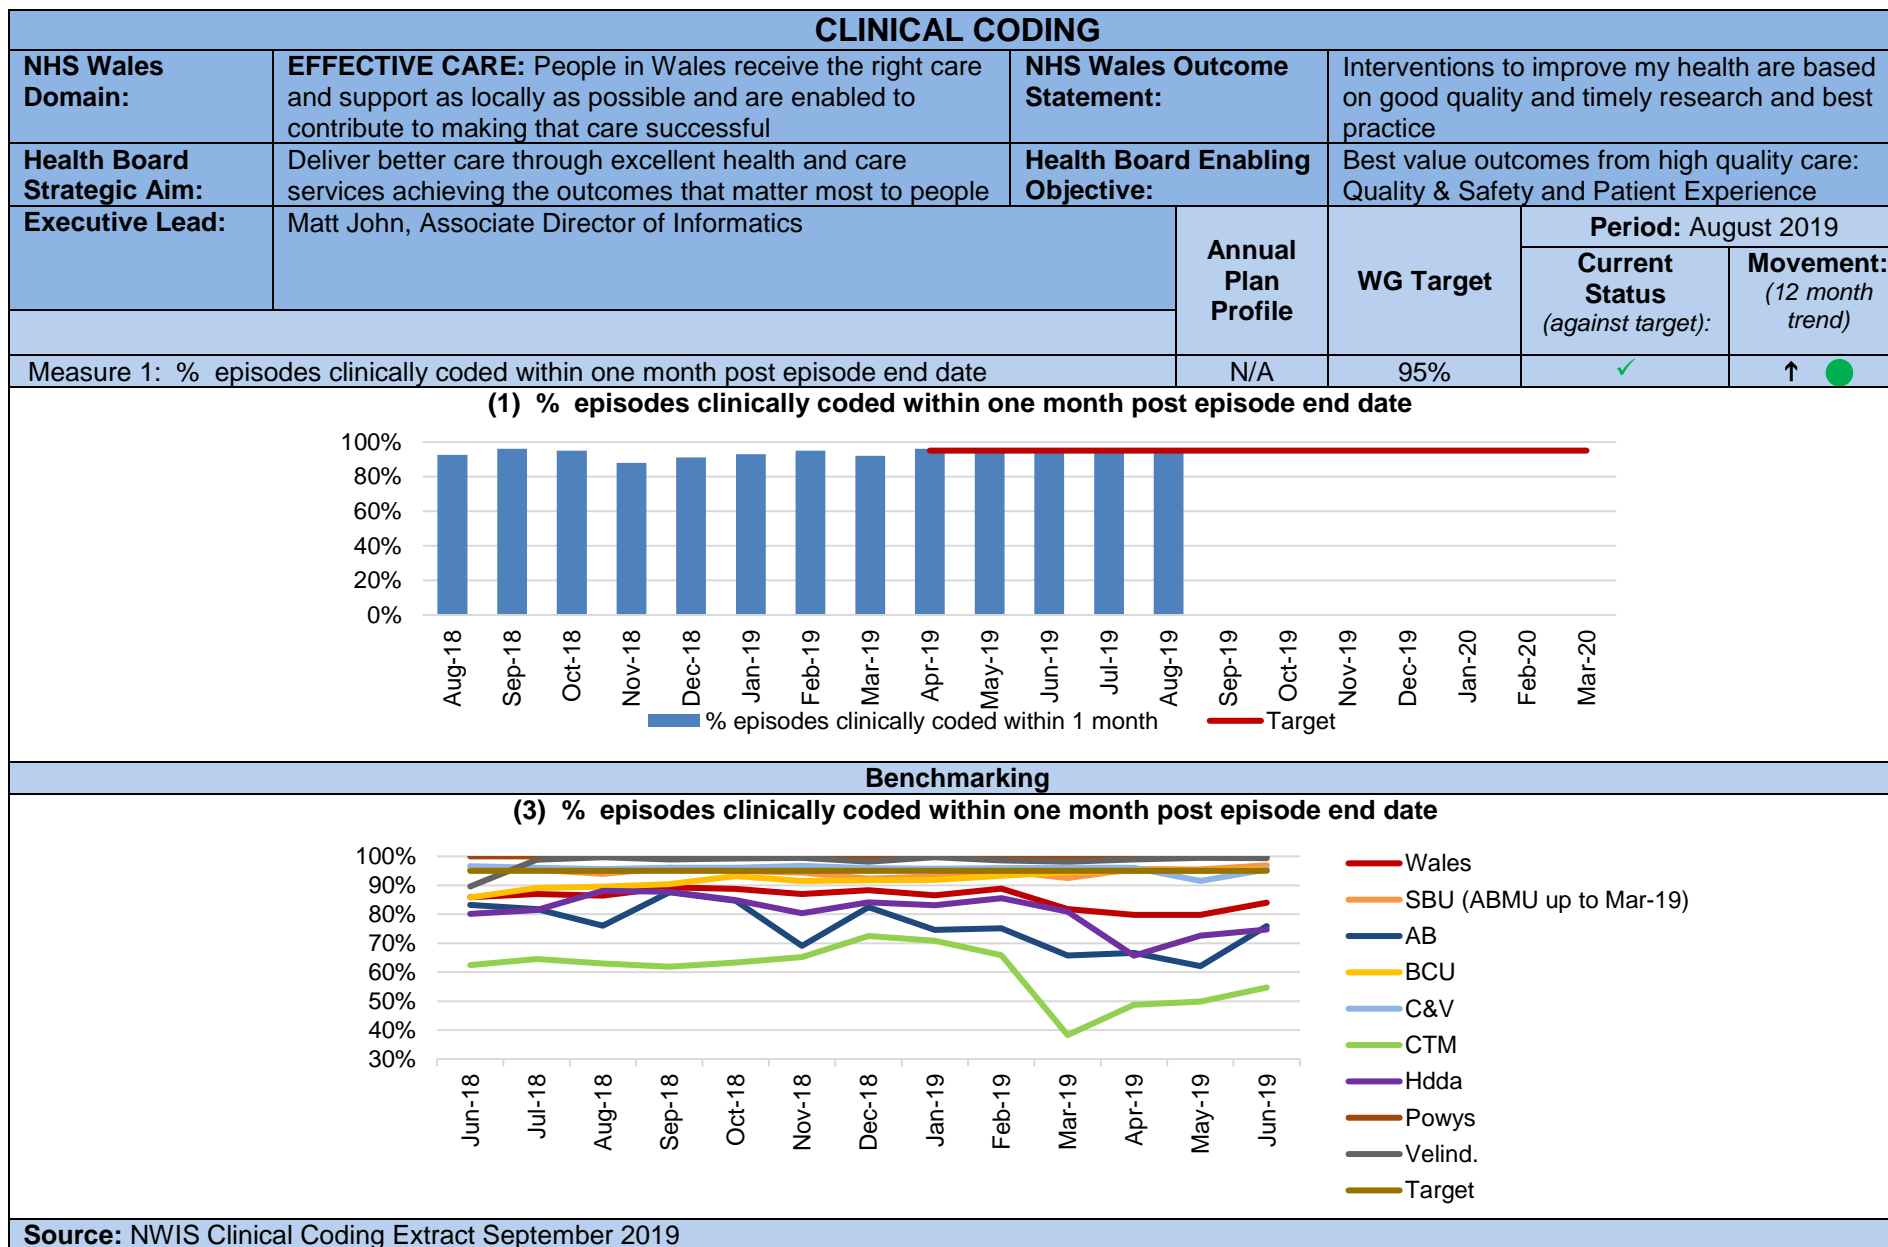 CLINICAL CODING
NHS Wales Domain:
EFFECTIVE CARE: People in Wales receive the right care and support as locally as possible and are enabled to contribute to making that care successful
NHS Wales Outcome Statement:
Interventions to improve my health are based on good quality and timely research and best practice
Health Board Strategic Aim:
Deliver better care through excellent health and care services achieving the outcomes that matter most to people
Health Board Enabling Objective:
Best value outcomes from high quality care: Quality & Safety and Patient Experience
Executive Lead:
Matt John, Associate Director of Informatics
Annual Plan Profile
WG Target
Period: August 2019
Current Status (against target):
Movement: (12 month trend)
Measure 1: % episodes clinically coded within one month post episode end date
N/A
95%
✓
↑
(1) % episodes clinically coded within one month post episode end date
100%
80%
60%
40%
20%
0%
Aug-18
Sep-18
Oct-18
Nov-18
Dec-18
Jan-19
Feb-19
Mar-19
Apr-19
May-19
Jun-19
Jul-19
Aug-19
Sep-19
Oct-19
Nov-19
Dec-19
Jan-20
Feb-20
Mar-20
% episodes clinically coded within 1 month
Target
Benchmarking
(3) % episodes clinically coded within one month post episode end date
100%
90%
80%
70%
60%
50%
40%
30%
Jun-18
Jul-18
Aug-18
Sep-18
Oct-18
Nov-18
Dec-18
Jan-19
Feb-19
Mar-19
Apr-19
May-19
Jun-19
Wales
SBU (ABMU up to Mar-19)
AB
BCU
C&V
CTM
Hdda
Powys
Velind.
Target
Source: NWIS Clinical Coding Extract September 2019